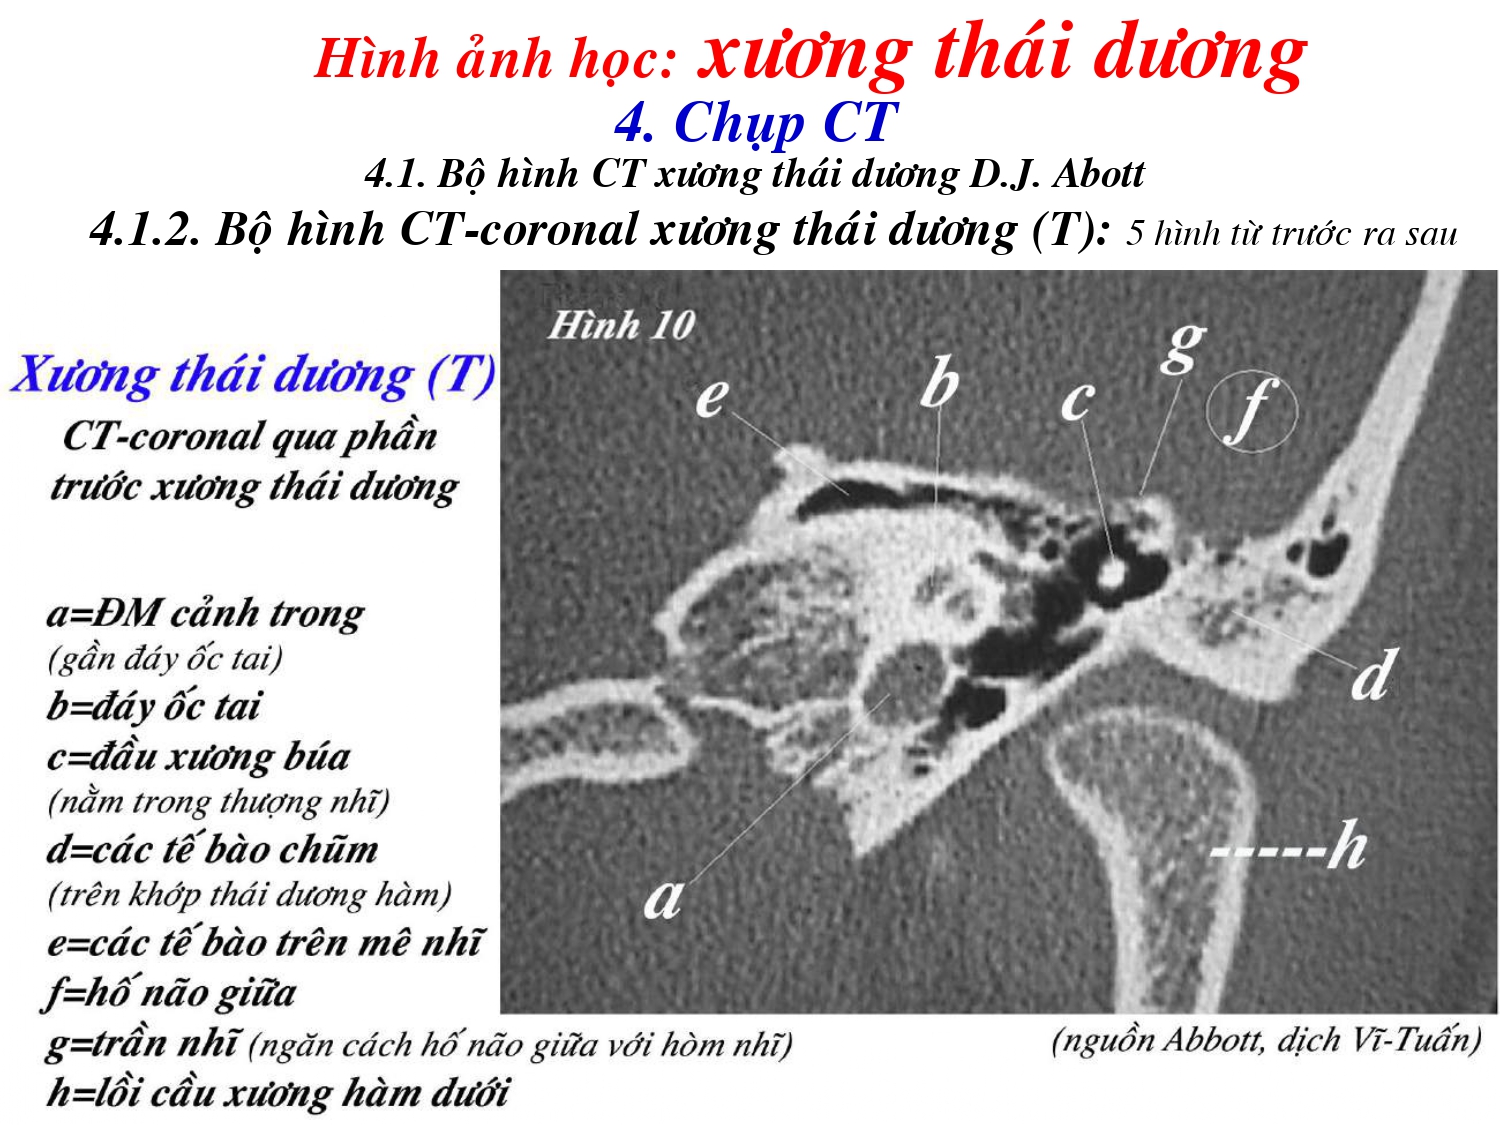 Hình ảnh học: xương thái dương
4. Chụp CT
4.1. Bộ hình CT xương thái dương D.J. Abott
4.1.2. Bộ hình CT-coronal xương thái dương (T): 5 hình từ trước ra sau
Xương thái dương (T)
CT-coronal qua phần
trước xương thái dương
a=ĐM cảnh trong
(gần đáy ốc tai)
b=đáy ốc tai
c=đầu xương búa
(nằm trong thượng nhĩ)
d=các tế bào chũm
(trên khớp thái dương hàm)
e=các tế bào trên mê nhĩ
f=hố não giữa
g=trần nhĩ (ngăn cách hố não giữa với hòm nhĩ)
h=lồi cầu xương hàm dưới
Hình 10
g
e
b
c
f
d
-----h
a
(nguồn Abbott, dịch Vĩ-Tuấn)